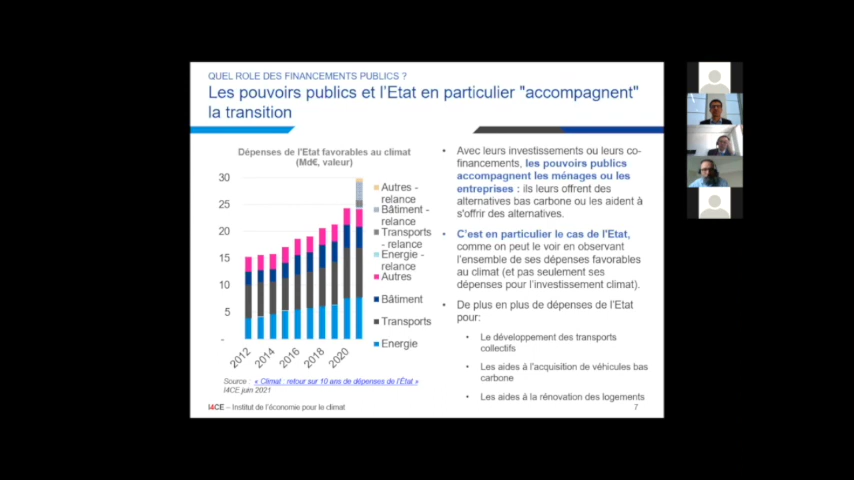 QUEL ROLE DES FINANCEMENTS PUBLICS ?
Les pouvoirs publics et l'Etat en particulier "accompagnent"
la transition
Dépenses de l'Etat favorables au climat
(Md€, valeur)
30
25
20
15
10
5
-
2012
2014
2016
2018
2020
Autres -
relance
Bâtiment -
relance
Transports
- relance
Energie -
relance
Autres
Bâtiment
Transports
Energie
Source : « Climat : retour sur 10 ans de dépenses de l'État »
I4CE juin 2021
• Avec leurs investissements ou leurs co-
financements, les pouvoirs publics
accompagnent les ménages ou les
entreprises : ils leurs offrent des
alternatives bas carbone ou les aident à
s'offrir des alternatives.
• C'est en particulier le cas de l'Etat,
comme on peut le voir en observant
l'ensemble de ses dépenses favorables
au climat (et pas seulement ses
dépenses pour l'investissement climat).
• De plus en plus de dépenses de l'Etat
pour:
• Le développement des transports
collectifs
• Les aides à l'acquisition de véhicules bas
carbone
• Les aides à la rénovation des logements
I4CE – Institut de l'économie pour le climat
7